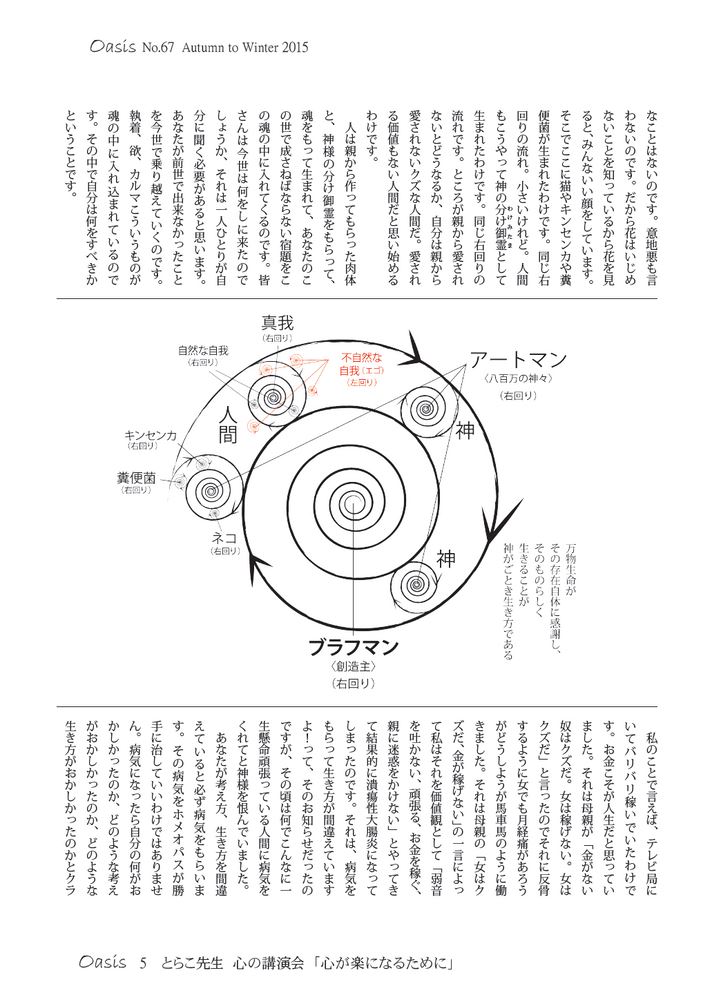 Oasis No.67 Autumn to Winter 2015
なことはないのです。意地悪も言
わないのです。だから花はいじめ
ないことを知っているから花を見
ると、みんないい顔をしています。
そこでここに猫やキンセンカや糞
便菌が生まれたわけです。同じ右
回りの流れ。小さいけれど。人間
もこうやって神の分け御霊として
わけみたま
生まれたわけです。同じ右回りの
流れです。ところが親から愛され
ないとどうなるか、自分は親から
愛されないクズな人間だ。愛され
る価値もない人間だと思い始める
わけです。
人は親から作ってもらった肉体
と、神様の分け御霊をもらって、
魂をもって生まれて、あなたのこ
の世で成さねばならない宿題をこ
の魂の中に入れてくるのです。皆
さんは今世は何をしに来たので
しょうか、それは一人ひとりが自
分に聞く必要があると思います。
あなたが前世で出来なかったこと
を今世で乗り越えていくのです。
執着、欲、カルマこういうものが
魂の中に入れ込まれているので
す。その中で自分は何をすべきか
ということです。
真我
(右回り)
自然な自我
(右回り)
不自然な
自我(エゴ)
(左回り)
アートマン
〈八百万の神々〉
(右回り)
人間
神
キンセンカ
(右回り)
糞便菌
(右回り)
ネコ
(右回り)
神
万物生命が
その存在自体に感謝し、
そのものらしく
生きることが
神がごとき生き方である
ブラフマン
〈創造主〉
(右回り)
私のことで言えば、テレビ局に
いてバリバリ稼いでいたわけで
す。お金こそが人生だと思ってい
ました。それは母親が「金がない
奴はクズだ。女は稼げない。女は
クズだ」と言ったのでそれに反骨
するように女でも月経痛があろう
がどうしようが馬車馬のように働
きました。それは母親の「女はク
ズだ、金が稼げない」の一言によっ
て私はそれを価値観として「弱音
を吐かない、頑張る、お金を稼ぐ、
親に迷惑をかけない」とやってき
て結果的に潰瘍性大腸炎になって
しまったのです。それは、病気を
もらって生き方が間違えています
よ！って、そのお知らせだったの
ですが、その頃は何でこんなに一
生懸命頑張っている人間に病気を
くれてと神様を恨んでいました。
あなたが考え方、生き方を間違
えていると必ず病気をもらいま
す。その病気をホメオパスが勝
手に治していいわけではありませ
ん。病気になったら自分の何がお
かしかったのか、どのような考え
がおかしかったのか、どのような
生き方がおかしかったのかとクラ
Oasis 5 とらこ先生 心の講演会「心が楽になるために」